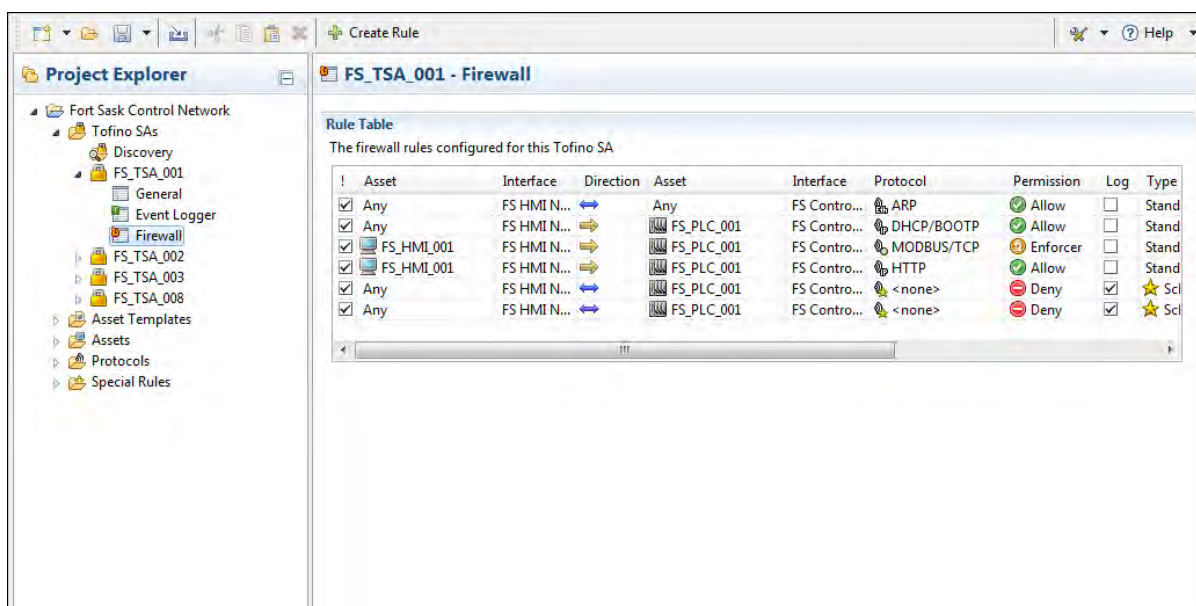 Create Rule
Help
Project Explorer
FS_TSA_001 - Firewall
Fort Sask Control Network
Tofino SAs
Discovery
FS_TSA_001
General
Event Logger
Firewall
FS_TSA_002
FS_TSA_003
FS_TSA_008
Asset Templates
Assets
Protocols
Special Rules
Rule Table
The firewall rules configured for this Tofino SA
! Asset Interface Direction Asset Interface Protocol Permission Log Type
Any FS HMI N... Any FS Contro... ARP Allow Stand
Any FS HMI N... FS_PLC_001 FS Contro... DHCP/BOOTP Allow Stand
FS_HMI_001 FS HMI N... FS_PLC_001 FS Contro... MODBUS/TCP Enforcer Stand
FS_HMI_001 FS HMI N... FS_PLC_001 FS Contro... HTTP Allow Stand
Any FS HMI N... FS_PLC_001 FS Contro... <none> Deny
Any FS HMI N... FS_PLC_001 FS Contro... <none> Deny